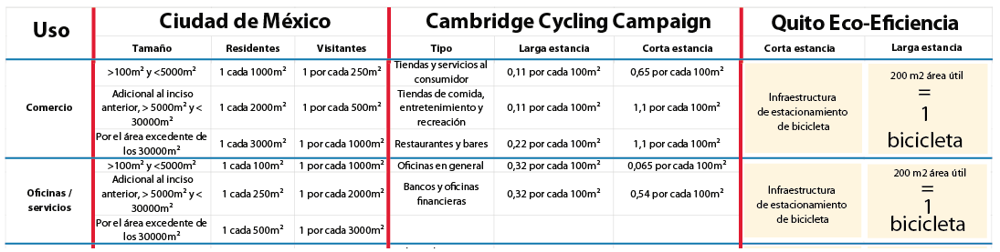 Uso
Ciudad de México
Cambridge Cycling Campaign
Quito Eco-Eficiencia
Tamaño
Residentes
Visitantes
Tipo
Larga estancia
Corta estancia
Corta estancia
Larga estancia
Comercio
>100m² y <5000m²
1 cada 1000m²
1 por cada 250m²
Adicional al inciso
anterior, > 5000m² y <
30000m²
1 cada 2000m²
1 por cada 500m²
Por el área excedente de
los 30000m²
1 cada 3000m²
1 por cada 1000m²
Tiendas y servicios al
consumidor
0,11 por cada 100m²
0,65 por cada 100m²
Tiendas de comida,
entretenimiento y
recreación
0,11 por cada 100m²
1,1 por cada 100m²
Restaurantes y bares
0,22 por cada 100m²
1,1 por cada 100m²
Infraestructura
de estacionamiento
de bicicleta
200 m2 área útil
=
1
bicicleta
Oficinas /
servicios
>100m² y <5000m²
1 cada 100m²
1 por cada 1000m²
Adicional al inciso
anterior, > 5000m² y <
30000m²
1 cada 250m²
1 por cada 2000m²
Por el área excedente de
los 30000m²
1 cada 500m²
1 por cada 3000m²
Oficinas en general
0,32 por cada 100m²
0,065 por cada 100m²
Bancos y oficinas
financieras
0,32 por cada 100m²
0,54 por cada 100m²
Infraestructura
de estacionamiento
de bicicleta
200 m2 área útil
=
1
bicicleta